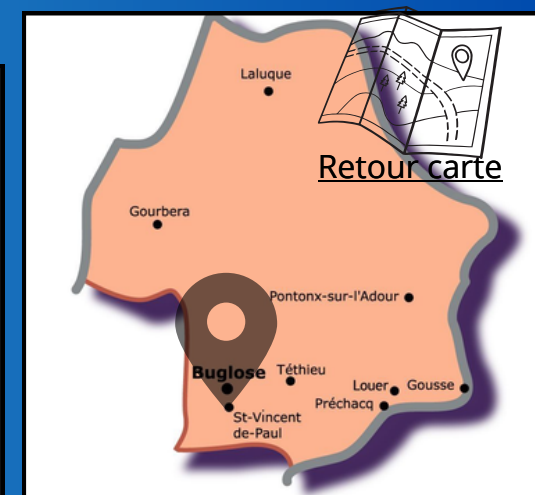 Laluque
Retour carte
Gourbera
Pontonx-sur-l'Adour
Buglose
Téthieu
Louer
Gousse
Préchacq
St-Vincent
de-Paul